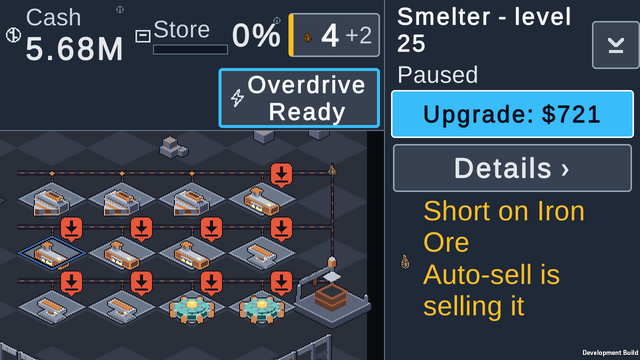 Cash
5.68M
Store
0%
4 +2
Overdrive
Ready
Smelter - level
25
Paused
Upgrade: $721
Details ›
Short on Iron
Ore
Auto-sell is
selling it
Development Build